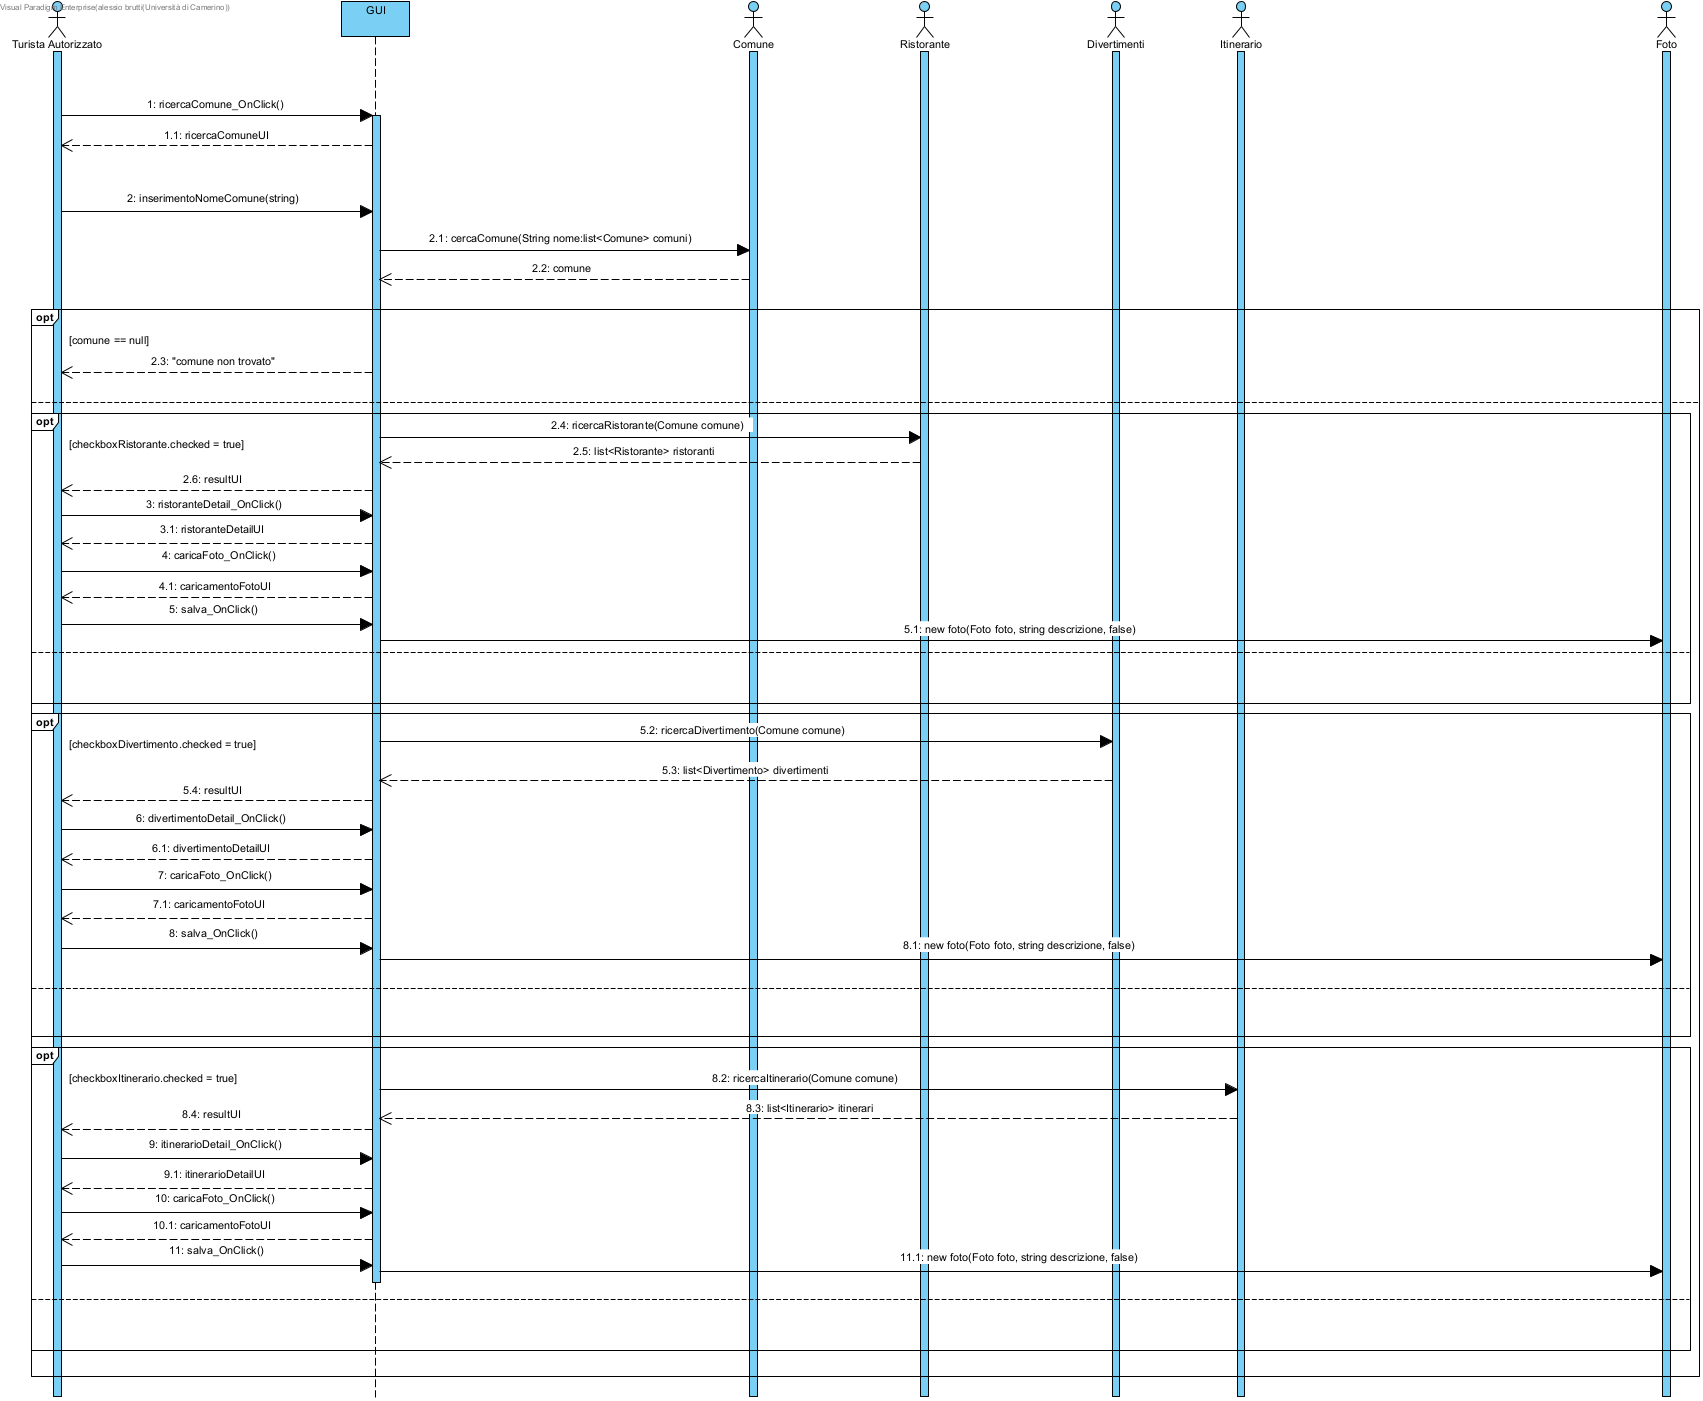 Visual Paradigm Enterprise(alessio brutti(Università di Camerino))
Turista Autorizzato
GUI
Comune
Ristorante
Divertimenti
Itinerario
Foto
1: ricercaComune_OnClick()
1.1: ricercaComuneUI
2: inserimentoNomeComune(string)
2.1: cercaComune(String nome:list<Comune> comuni)
2.2: comune
opt
[comune == null]
2.3: "comune non trovato"
opt
2.4: ricercaRistorante(Comune comune)
[checkboxRistorante.checked = true]
2.5: list<Ristorante> ristoranti
2.6: resultUI
3: ristoranteDetail_OnClick()
3.1: ristoranteDetailUI
4: caricaFoto_OnClick()
4.1: caricamentoFotoUI
5: salva_OnClick()
5.1: new foto(Foto foto, string descrizione, false)
opt
5.2: ricercaDivertimento(Comune comune)
[checkboxDivertimento.checked = true]
5.3: list<Divertimento> divertimenti
5.4: resultUI
6: divertimentoDetail_OnClick()
6.1: divertimentoDetailUI
7: caricaFoto_OnClick()
7.1: caricamentoFotoUI
8: salva_OnClick()
8.1: new foto(Foto foto, string descrizione, false)
opt
[checkboxItinerario.checked = true]
8.2: ricercaItinerario(Comune comune)
8.3: list<Itinerario> itinerari
8.4: resultUI
9: itinerarioDetail_OnClick()
9.1: itinerarioDetailUI
10: caricaFoto_OnClick()
10.1: caricamentoFotoUI
11: salva_OnClick()
11.1: new foto(Foto foto, string descrizione, false)